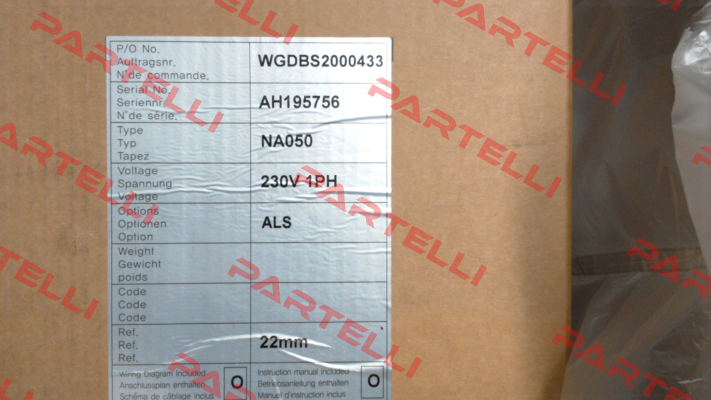 P/O No.
Auftragsnr.
N°de commande.
WGDBS2000433
Serial No.
Seriennr.
N°de série.
AH195756
Type
Typ
Tapez
NA050
Voltage
Spannung
Voltage
230V 1PH
Options
Optionen
Option
ALS
Weight
Gewicht
poids
Code
Code
Code
Ref.
Ref.
Ref.
22mm
Wiring Diagram Included
Anschlussplan enthalten
Schéma de câblage inclus
O
Instruction manual included
Betriebsanleitung enthalten
Manuel d'instruction inclus
O
PARTELLI
PARTELLI
PARTELLI
PARTELLI
PARTELLI
PARTELLI
PARTELLI
PARTELLI
PARTELLI